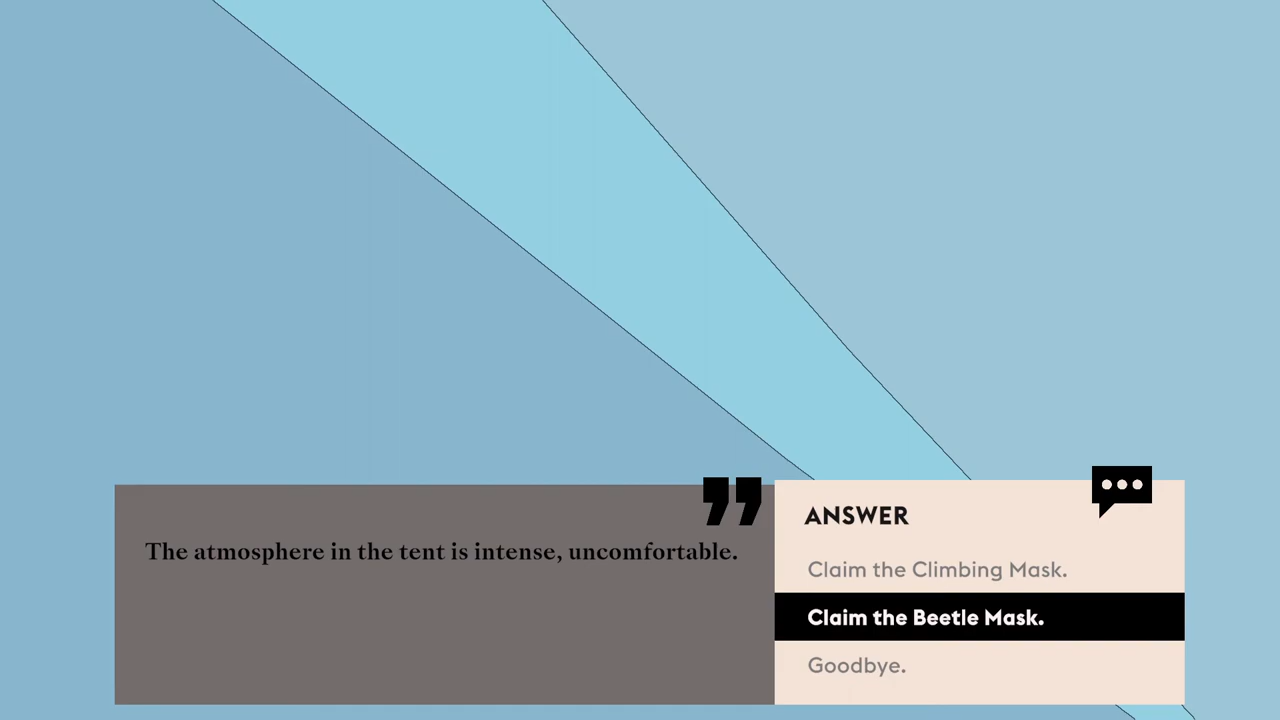 The atmosphere in the tent is intense, uncomfortable.
ANSWER
Claim the Climbing Mask.
Claim the Beetle Mask.
Goodbye.